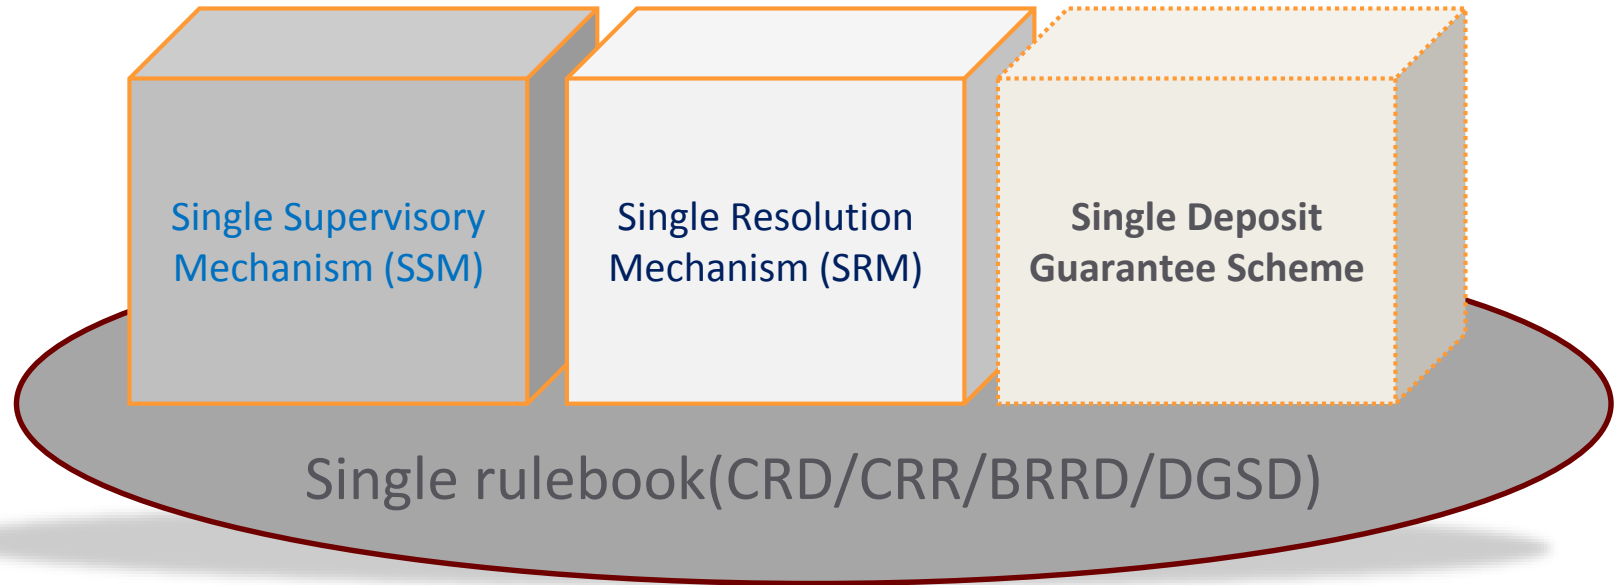 Single Supervisory
Mechanism (SSM)
Single Resolution
Mechanism (SRM)
Single Deposit
Guarantee Scheme
Single rulebook(CRD/CRR/BRRD/DGSD)